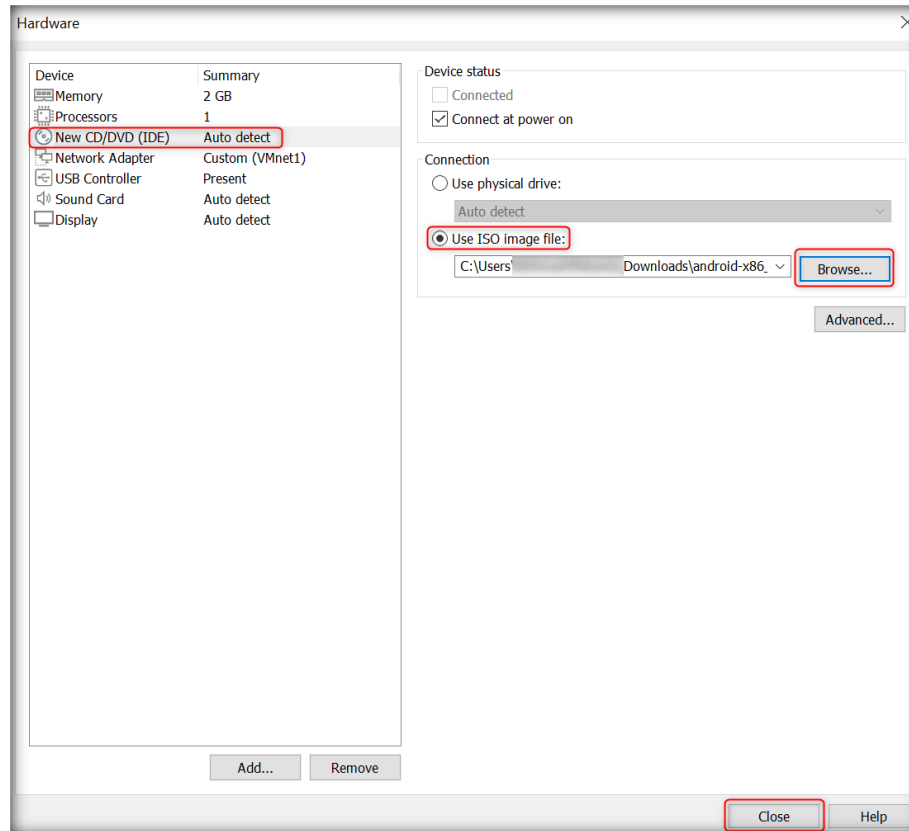 Hardware
Device Summary
Memory 2 GB
Processors 1
New CD/DVD (IDE) Auto detect
Network Adapter Custom (VMnet1)
USB Controller Present
Sound Card Auto detect
Display Auto detect
Add... Remove
Device status
Connected
Connect at power on
Connection
Use physical drive:
Auto detect
Use ISO image file:
C:\Users\ Downloads\android-x86_
Browse...
Advanced...
Close Help